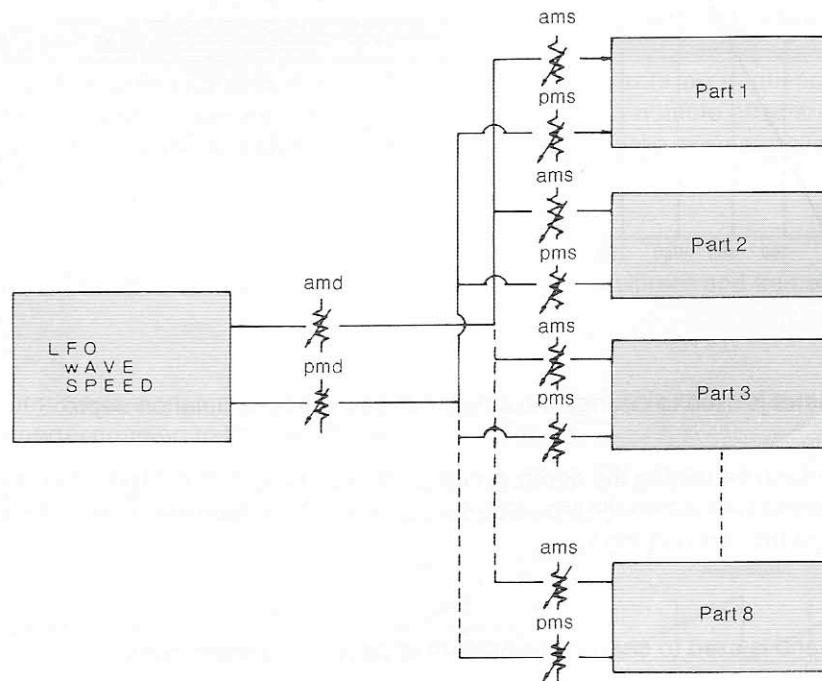 ams
Part 1
pms
ams
Part 2
pms
amd
LFO
WAVE
SPEED
pmd
ams
Part 3
pms
ams
Part 8
pms